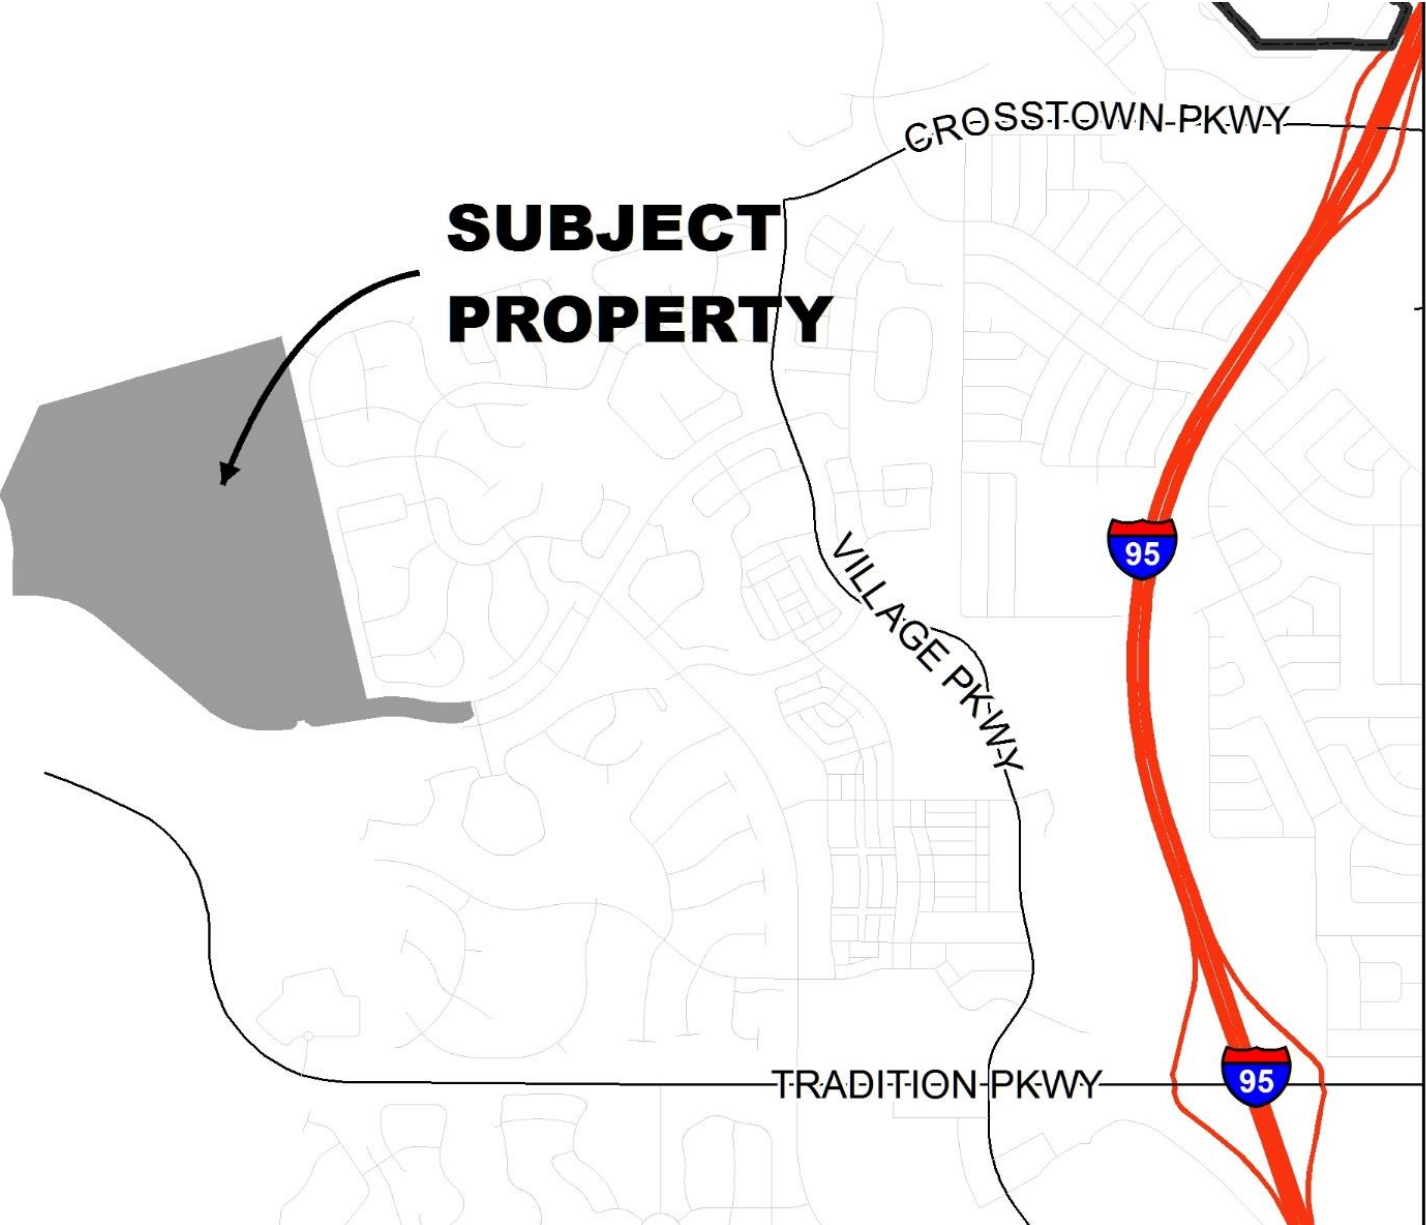 CROSSTOWN PKWY
SUBJECT
PROPERTY
95
VILLAGE PKWY
95
TRADITION PKWY